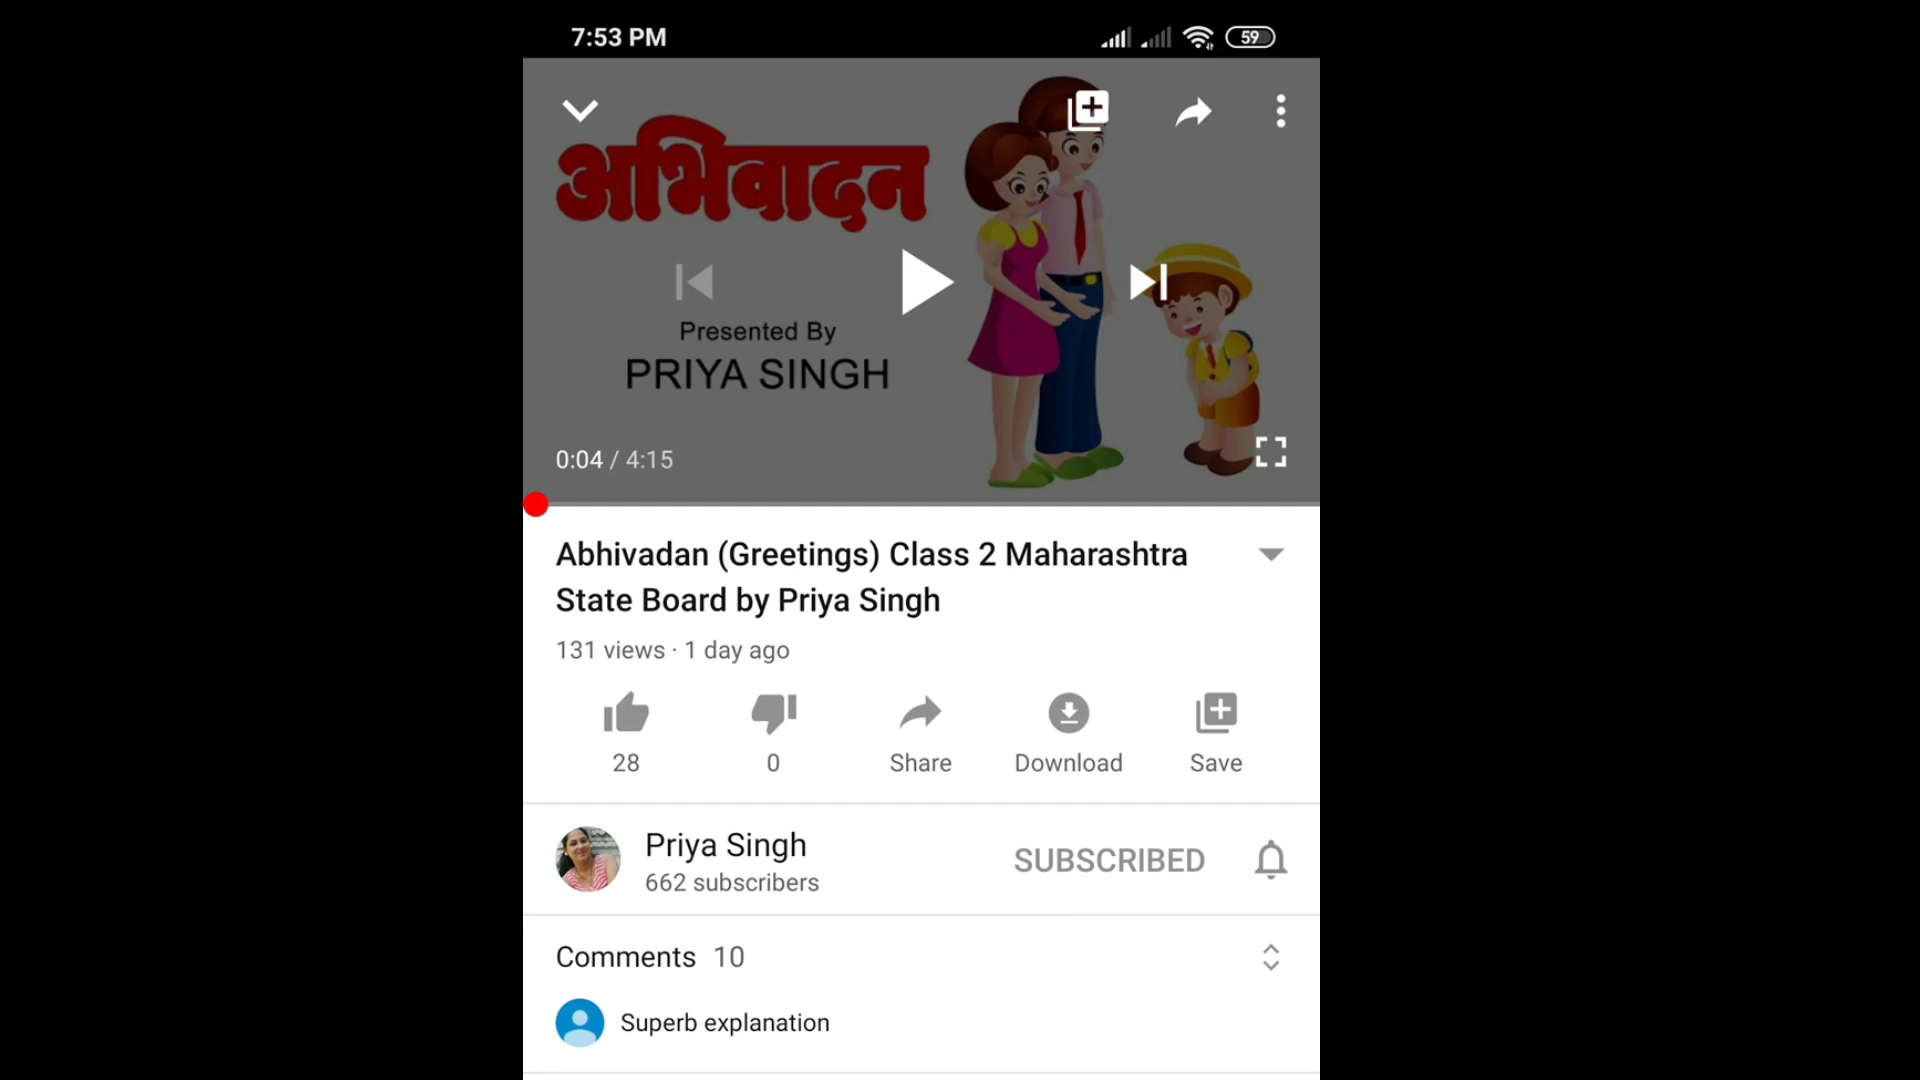 7:53 PM
59
अभिवादन
Presented By
PRIYA SINGH
0:04 / 4:15
Abhivadan (Greetings) Class 2 Maharashtra
State Board by Priya Singh
131 views · 1 day ago
28
0
Share
Download
Save
Priya Singh
662 subscribers
SUBSCRIBED
Comments 10
Superb explanation